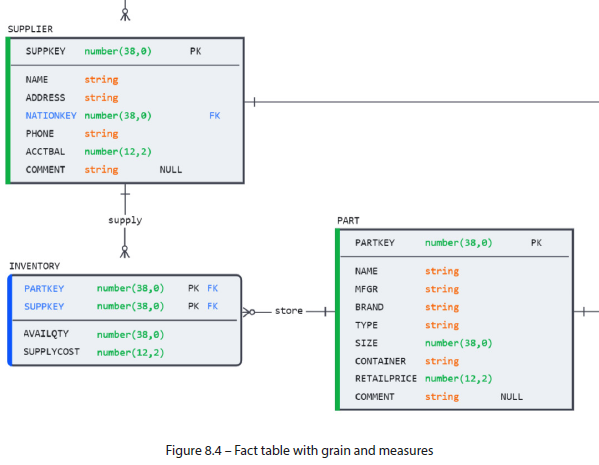 SUPPLIER
SUPPKEY number(38,0) PK
NAME string
ADDRESS string
NATIONKEY number(38,0) FK
PHONE string
ACCTBAL number(12,2)
COMMENT string NULL
supply
INVENTORY
PARTKEY number(38,0) PK FK
SUPPKEY number(38,0) PK FK
AVAILQTY number(38,0)
SUPPLYCOST number(12,2)
store
PART
PARTKEY number(38,0) PK
NAME string
MFGR string
BRAND string
TYPE string
SIZE number(38,0)
CONTAINER string
RETAILPRICE number(12,2)
COMMENT string NULL
Figure 8.4 – Fact table with grain and measures